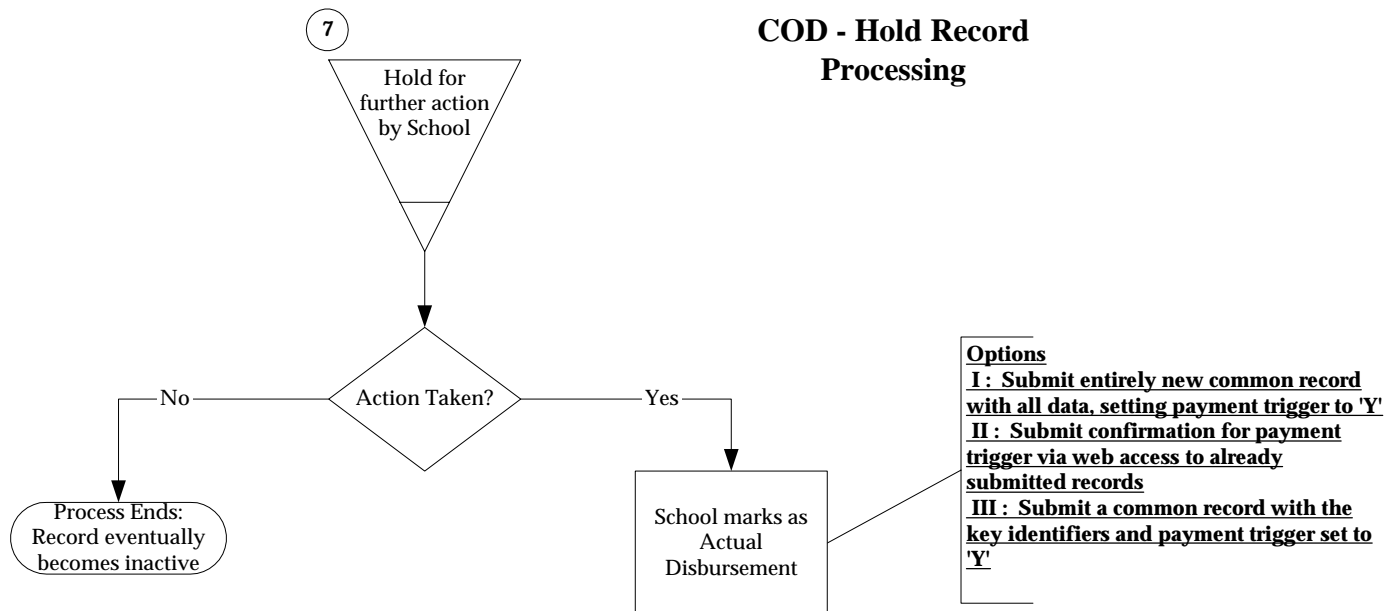 7
COD - Hold Record
Processing
Hold for
further action
by School
Action Taken?
No
Yes
Process Ends:
Record eventually
becomes inactive
School marks as
Actual
Disbursement
Options
I :  Submit entirely new common record
with all data, setting payment trigger to 'Y'
II :  Submit confirmation for payment
trigger via web access to already
submitted records
III :  Submit a common record with the
key identifiers and payment trigger set to
'Y'